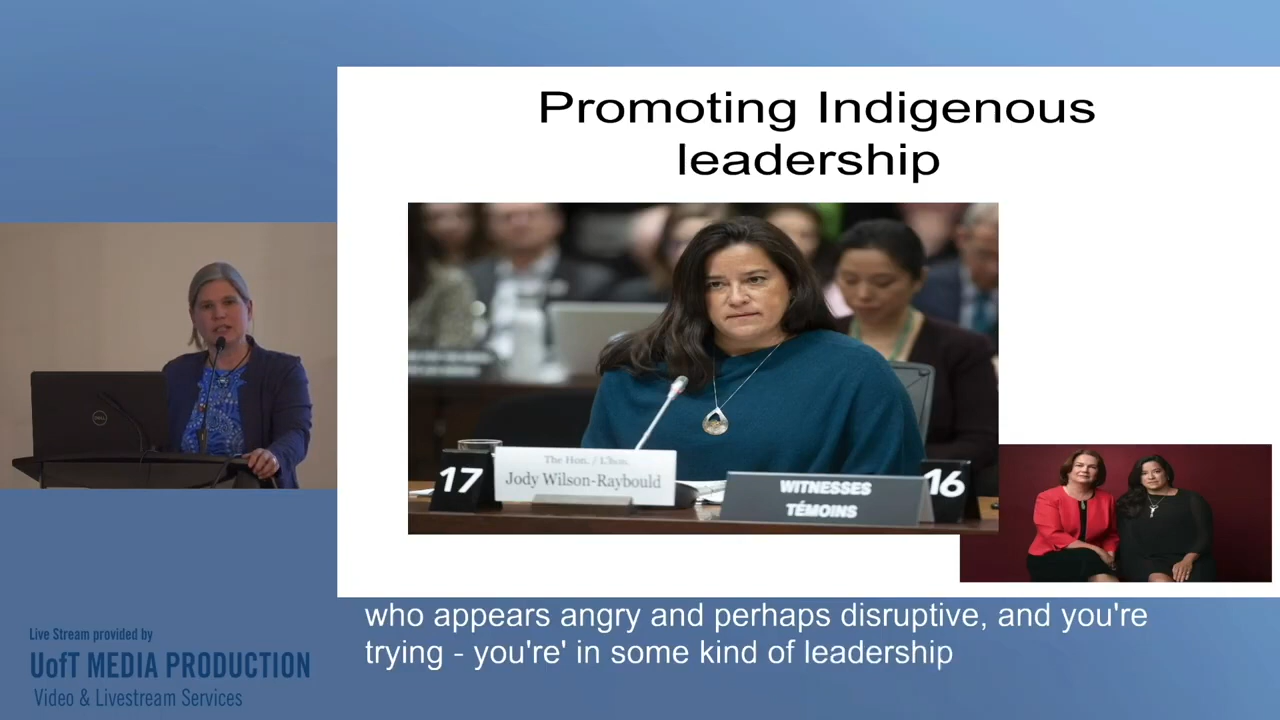 Promoting Indigenous
leadership
The Hon. / L'hon.
Jody Wilson-Raybould
17
WITNESSES
TÉMOINS
16
DELL
who appears angry and perhaps disruptive, and you're
trying - you're' in some kind of leadership
Live Stream provided by
UofT MEDIA PRODUCTION
Video & Livestream Services